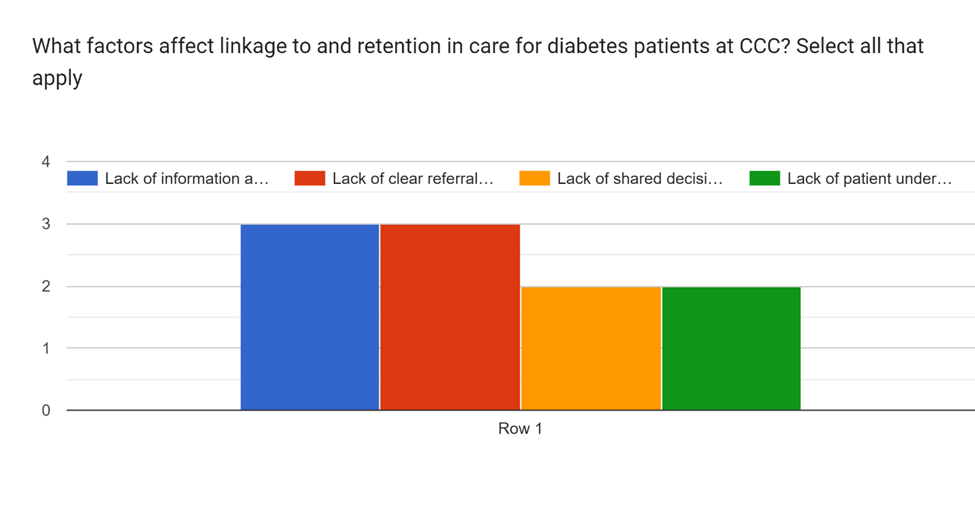 What factors affect linkage to and retention in care for diabetes patients at CCC? Select all that
apply
4
Lack of information a... Lack of clear referral... Lack of shared decisi... Lack of patient under...
3
2
1
0
Row 1